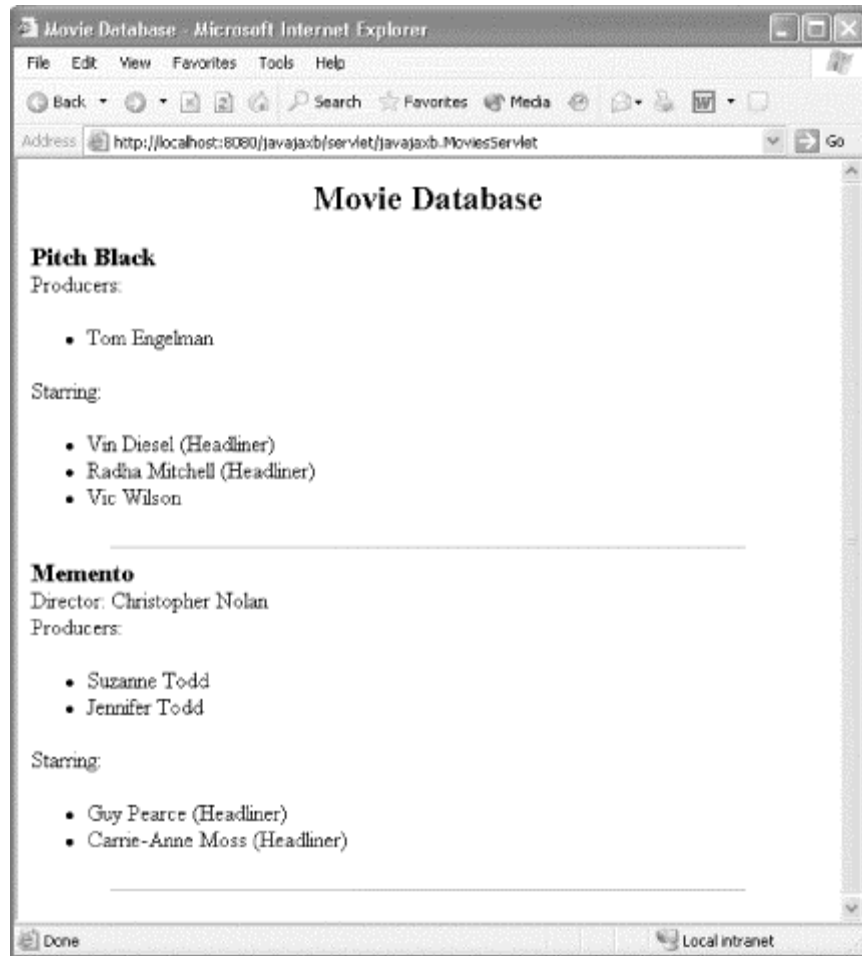 Movie Database - Microsoft Internet Explorer
File Edit View Favorites Tools Help
Back Search Favorites Media
Address http://localhost:8080/javajaxb/servlet/javajaxb.MoviesServlet Go
Movie Database
Pitch Black
Producers:
• Tom Engelman
Starring:
• Vin Diesel (Headliner)
• Radha Mitchell (Headliner)
• Vic Wilson
Memento
Director: Christopher Nolan
Producers:
• Suzanne Todd
• Jennifer Todd
Starring:
• Guy Pearce (Headliner)
• Carrie-Anne Moss (Headliner)
Done Local intranet